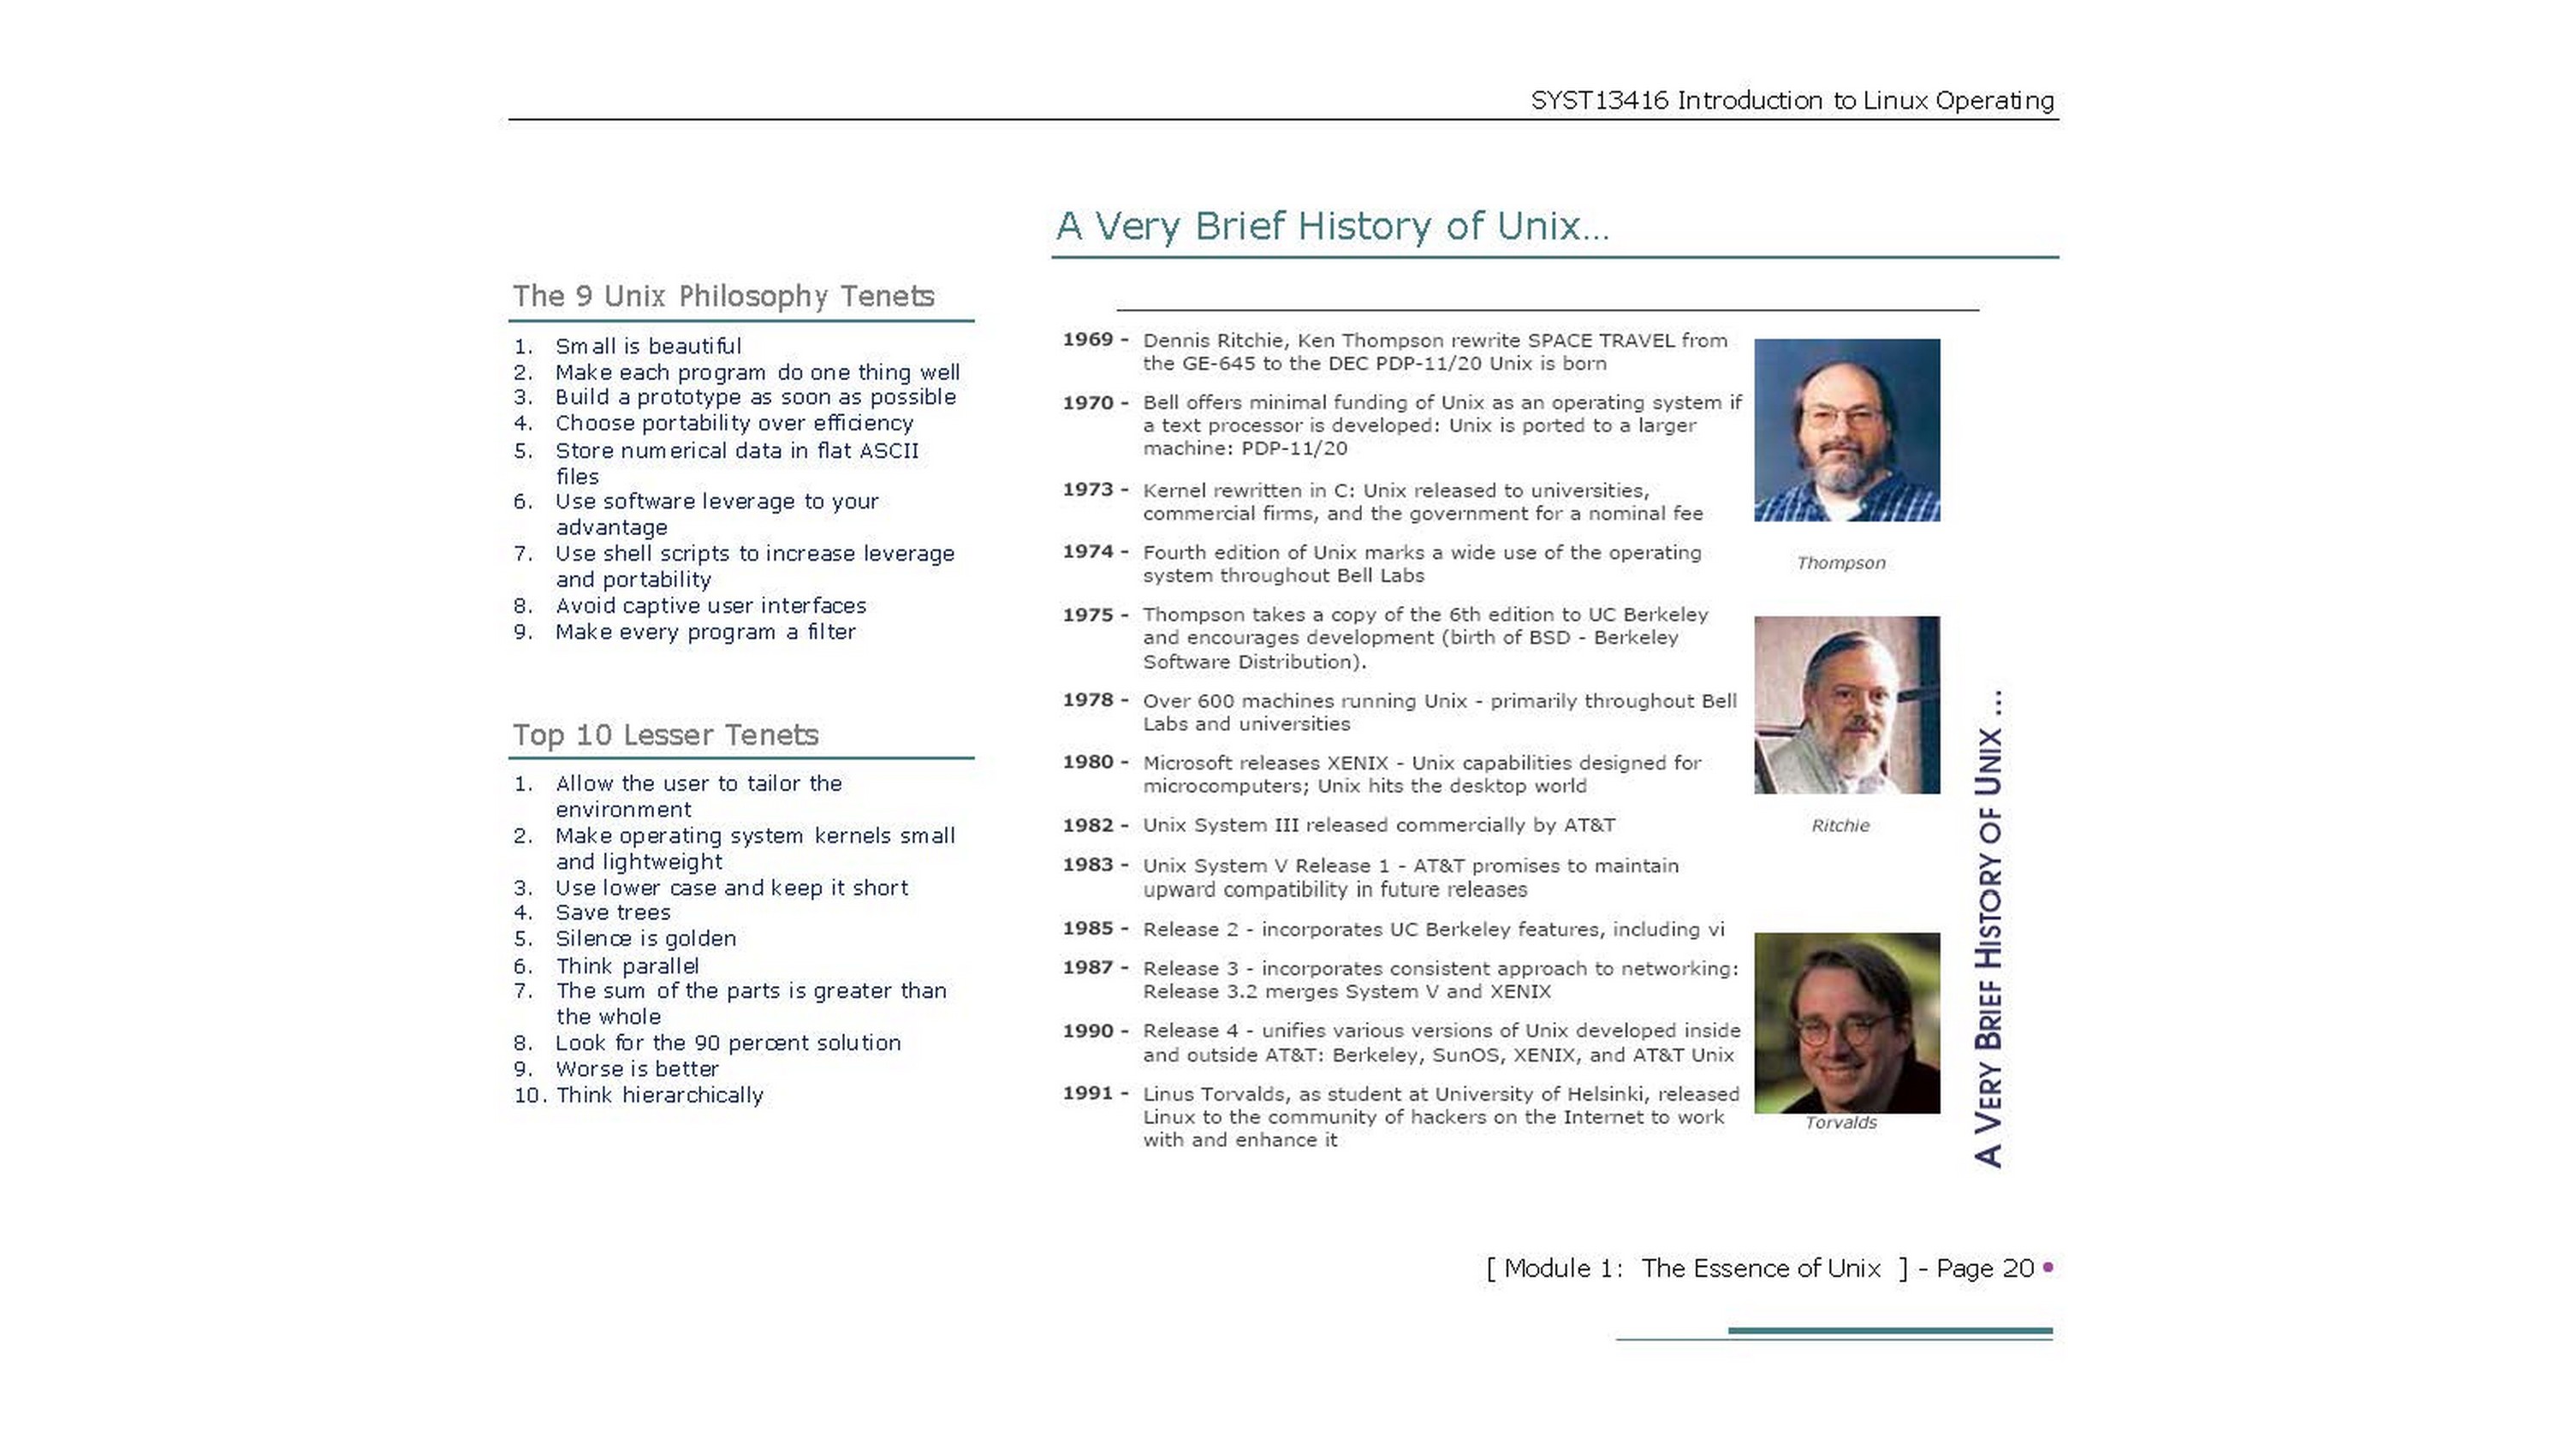 SYST13416 Introduction to Linux Operating
The 9 Unix Philosophy Tenets
1. Small is beautiful
2. Make each program do one thing well
3. Build a prototype as soon as possible
4. Choose portability over efficiency
5. Store numerical data in flat ASCII
files
6. Use software leverage to your
advantage
7. Use shell scripts to increase leverage
and portability
8. Avoid captive user interfaces
9. Make every program a filter
Top 10 Lesser Tenets
1. Allow the user to tailor the
environment
2. Make operating system kernels small
and lightweight
3. Use lower case and keep it short
4. Save trees
5. Silence is golden
6. Think parallel
7. The sum of the parts is greater than
the whole
8. Look for the 90 percent solution
9. Worse is better
10. Think hierarchically
A Very Brief History of Unix...
1969 - Dennis Ritchie, Ken Thompson rewrite SPACE TRAVEL from
the GE-645 to the DEC PDP-11/20 Unix is born
1970 - Bell offers minimal funding of Unix as an operating system if
a text processor is developed: Unix is ported to a larger
machine: PDP-11/20
1973 - Kernel rewritten in C: Unix released to universities,
commercial firms, and the government for a nominal fee
1974 - Fourth edition of Unix marks a wide use of the operating
system throughout Bell Labs
1975 - Thompson takes a copy of the 6th edition to UC Berkeley
and encourages development (birth of BSD - Berkeley
Software Distribution).
1978 - Over 600 machines running Unix - primarily throughout Bell
Labs and universities
1980 - Microsoft releases XENIX - Unix capabilities designed for
microcomputers; Unix hits the desktop world
1982 - Unix System III released commercially by AT&T
1983 - Unix System V Release 1 - AT&T promises to maintain
upward compatibility in future releases
1985 - Release 2 - incorporates UC Berkeley features, including vi
1987 - Release 3 - incorporates consistent approach to networking:
Release 3.2 merges System V and XENIX
1990 - Release 4 - unifies various versions of Unix developed inside
and outside AT&T: Berkeley, SunOS, XENIX, and AT&T Unix
1991 - Linus Torvalds, as student at University of Helsinki, released
Linux to the community of hackers on the Internet to work
with and enhance it
Thompson
Ritchie
Torvalds
A VERY BRIEF HISTORY OF UNIX ...
[ Module 1: The Essence of Unix ] - Page 20 •